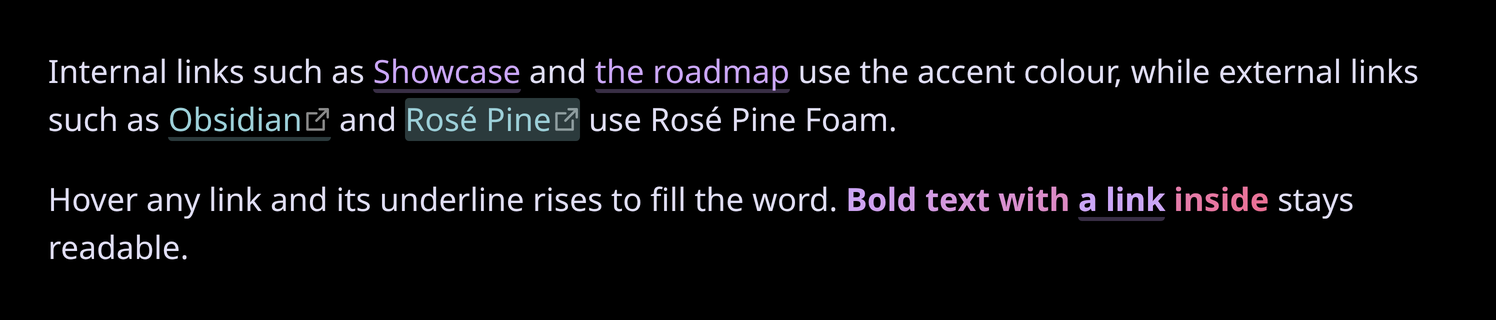 Internal links such as Showcase and the roadmap use the accent colour, while external links
such as Obsidian and Rosé Pine use Rosé Pine Foam.
Hover any link and its underline rises to fill the word. Bold text with a link inside stays
readable.